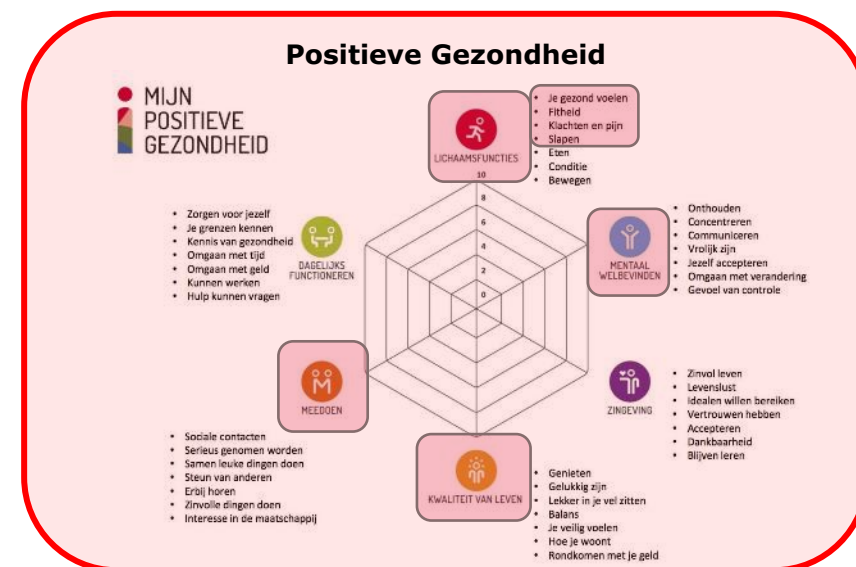 Positieve Gezondheid
MIJN
POSITIEVE
GEZONDHEID
LICHAAMSFUNCTIES
• Je gezond voelen
• Fitheid
• Klachten en pijn
• Slapen
• Eten
• Conditie
• Bewegen
10
8
6
4
2
0
• Zorgen voor jezelf
• Je grenzen kennen
• Kennis van gezondheid
• Omgaan met tijd
• Omgaan met geld
• Kunnen werken
• Hulp kunnen vragen
DAGELIJKS
FUNCTIONEREN
MENTAAL
WELBEVINDEN
• Onthouden
• Concentreren
• Communiceren
• Vrolijk zijn
• Jezelf accepteren
• Omgaan met verandering
• Gevoel van controle
MEEDOEN
• Sociale contacten
• Serieus genomen worden
• Samen leuke dingen doen
• Steun van anderen
• Erbij horen
• Zinvolle dingen doen
• Interesse in de maatschappij
ZINGEVING
• Zinvol leven
• Levenslust
• Idealen willen bereiken
• Vertrouwen hebben
• Accepteren
• Dankbaarheid
• Blijven leren
KWALITEIT VAN LEVEN
• Genieten
• Gelukkig zijn
• Lekker in je vel zitten
• Balans
• Je veilig voelen
• Hoe je woont
• Rondkomen met je geld